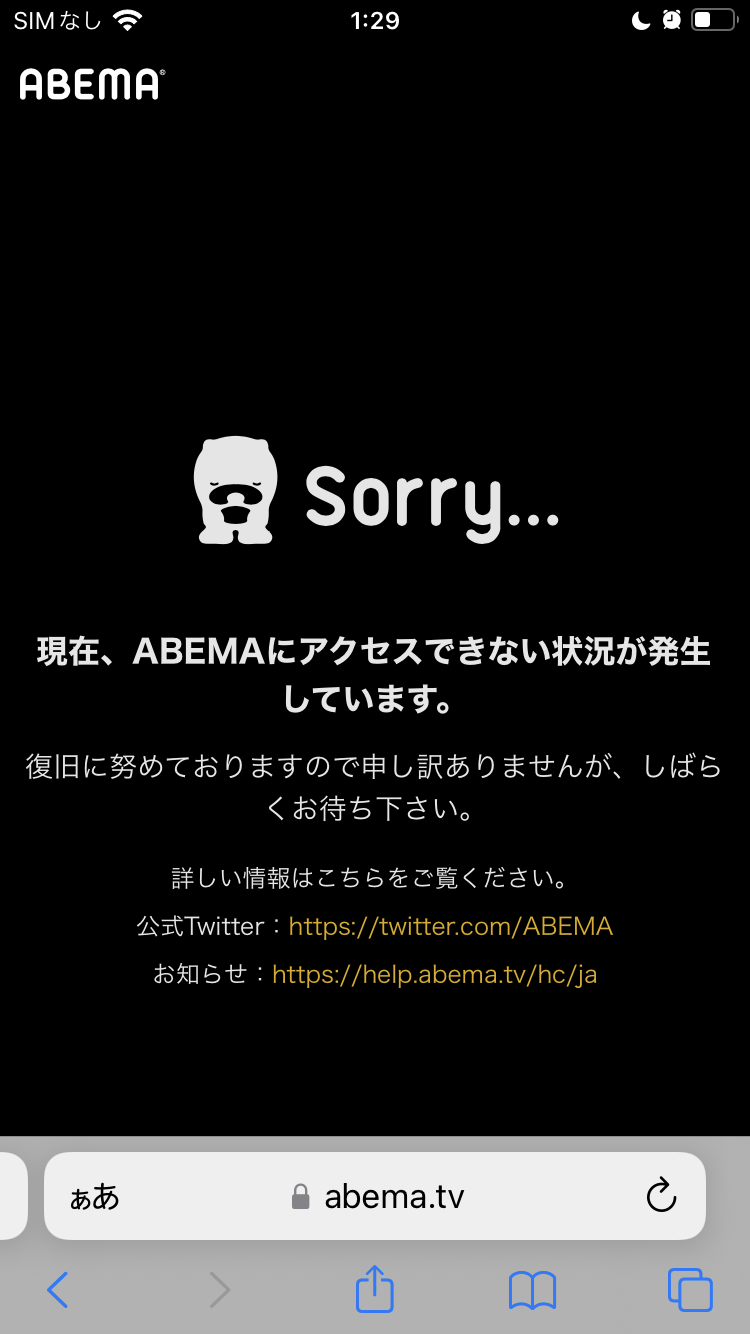 SIMなし 1:29
ABEMA®
Sorry...
現在、ABEMAにアクセスできない状況が発生
しています。
復旧に努めておりますので申し訳ありませんが、しばら
くお待ち下さい。
詳しい情報はこちらをご覧ください。
公式Twitter：https://twitter.com/ABEMA
お知らせ：https://help.abema.tv/hc/ja
ぁあ abema.tv